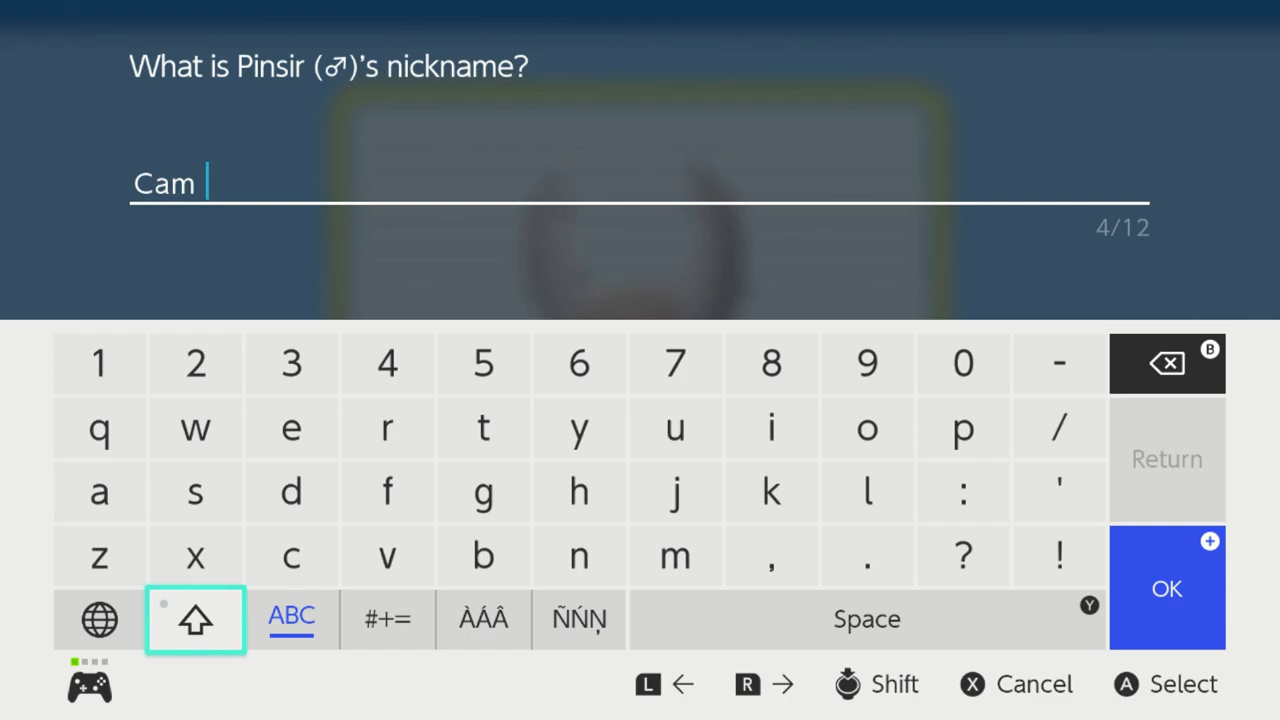 What is Pinsir (♂)'s nickname?
Cam
4/12
1 2 3 4 5 6 7 8 9 0 - B
q w e r t y u i o p /
Return
a s d f g h j k l : '
z x c v b n m , . ? ! +
OK
ABC #+= ÀÁÂ ÑŃŅ Space Y
L ← R → Shift X Cancel A Select